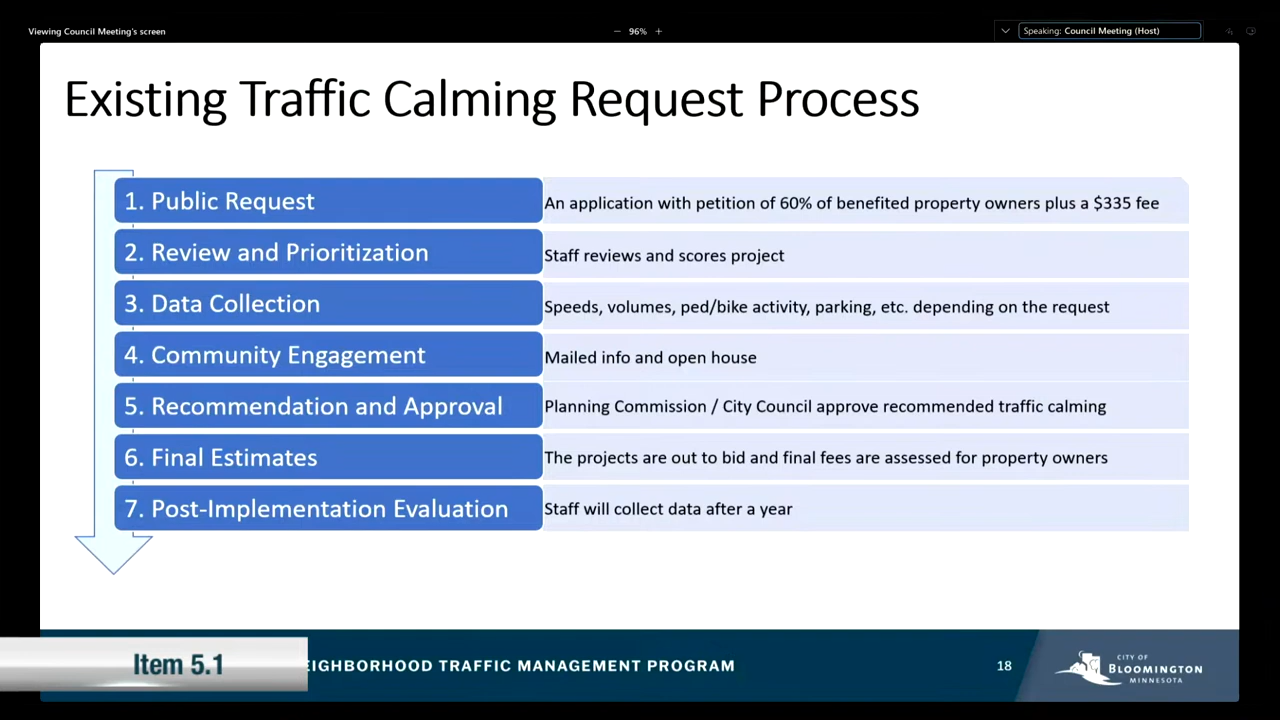 Viewing Council Meeting's screen
96%
Speaking: Council Meeting (Host)
Existing Traffic Calming Request Process
1. Public Request
An application with petition of 60% of benefited property owners plus a $335 fee
2. Review and Prioritization
Staff reviews and scores project
3. Data Collection
Speeds, volumes, ped/bike activity, parking, etc. depending on the request
4. Community Engagement
Mailed info and open house
5. Recommendation and Approval
Planning Commission / City Council approve recommended traffic calming
6. Final Estimates
The projects are out to bid and final fees are assessed for property owners
7. Post-Implementation Evaluation
Staff will collect data after a year
Item 5.1
EIGHBORHOOD TRAFFIC MANAGEMENT PROGRAM
18
CITY OF
BLOOMINGTON
MINNESOTA